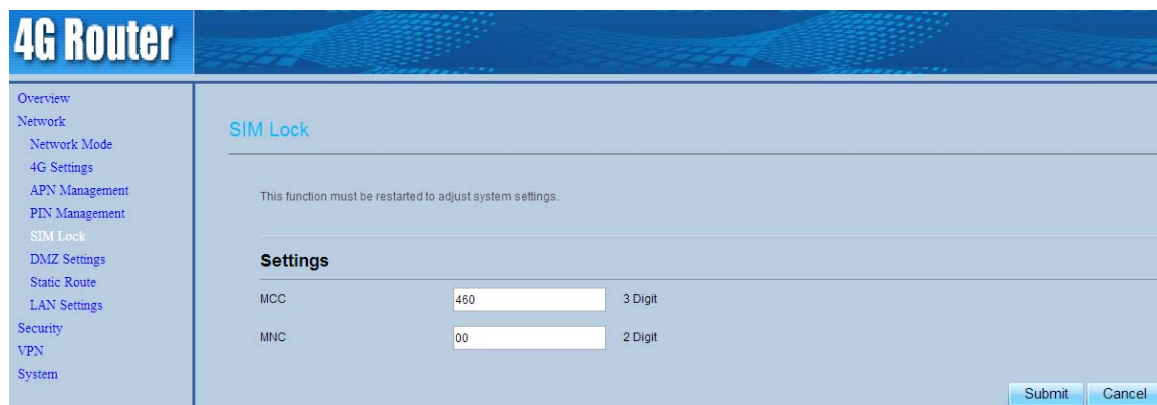 4G Router
Overview
Network
Network Mode
4G Settings
APN Management
PIN Management
SIM Lock
DMZ Settings
Static Route
LAN Settings
Security
VPN
System
SIM Lock
This function must be restarted to adjust system settings.
Settings
MCC 460 3 Digit
MNC 00 2 Digit
Submit Cancel